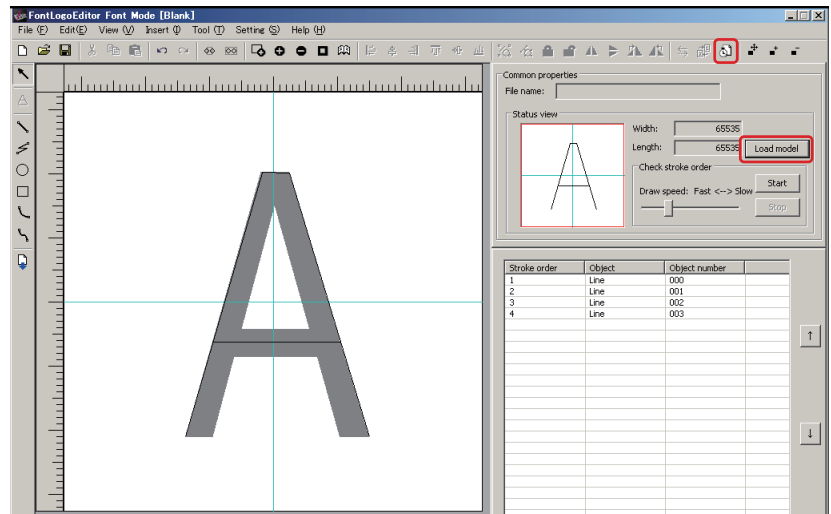 FontLogoEditor Font Mode [Blank]
File (F) Edit(E) View (V) Insert (I) Tool (T) Setting (S) Help (H)
Common properties
File name:
Status view
Width: 65535
Length: 65535 Load model
Check stroke order
Draw speed: Fast <--> Slow Start
Stop
A
A
Stroke order Object Object number
1 Line 000
2 Line 001
3 Line 002
4 Line 003
↑
↓